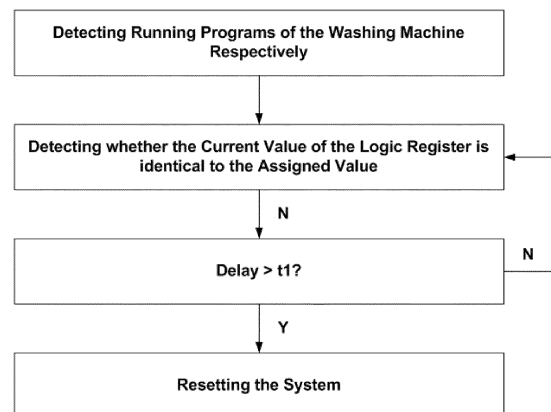 Detecting Running Programs of the Washing Machine
Respectively
Detecting whether the Current Value of the Logic Register is
identical to the Assigned Value
N
Delay > t1?
N
Y
Resetting the System